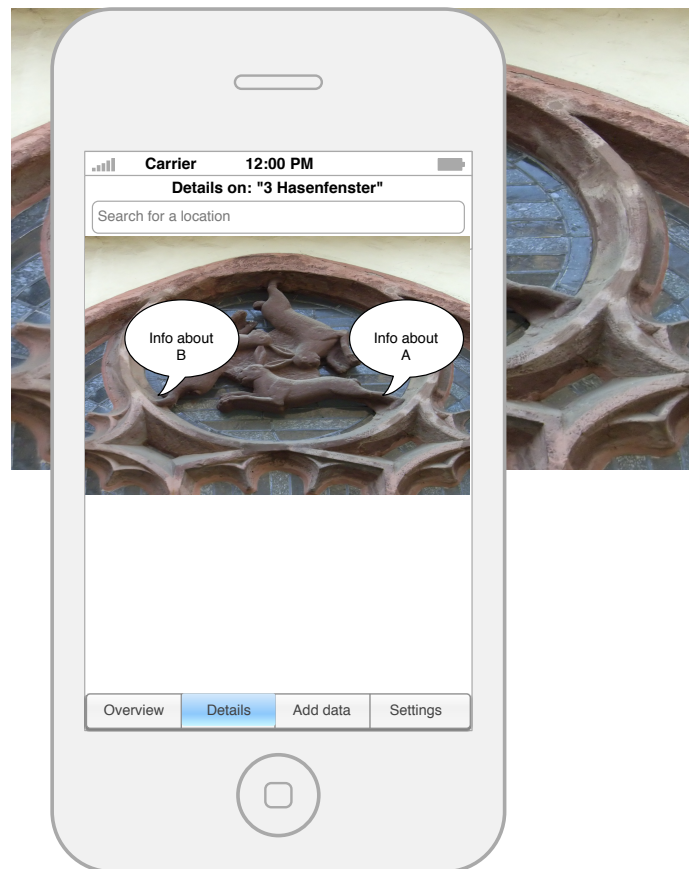 Carrier 12:00 PM
Details on: "3 Hasenfenster"
Search for a location
Info about
B
Info about
A
Overview Details Add data Settings